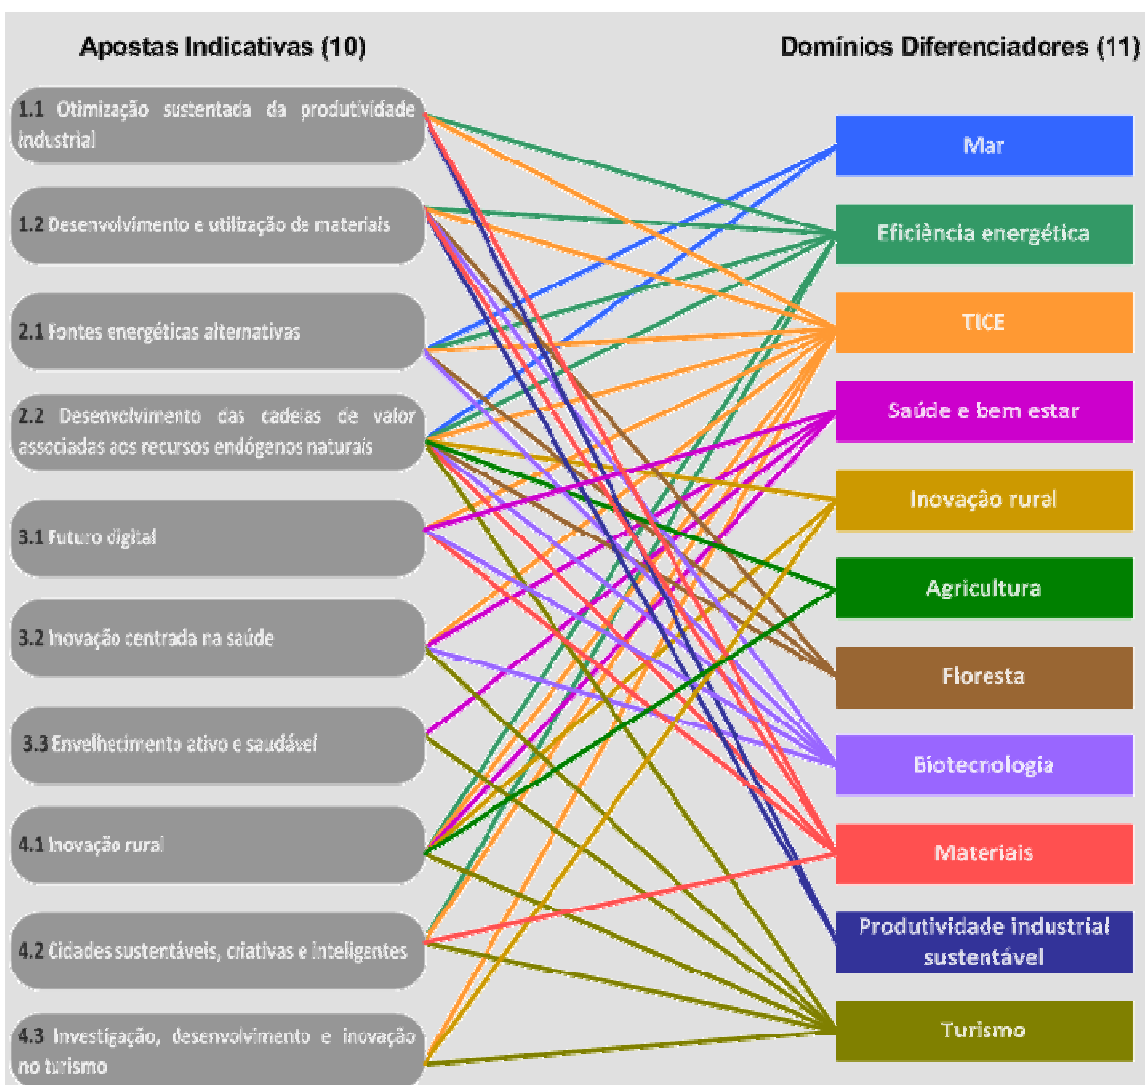 Apostas Indicativas (10)
1.1 Otimização sustentada da produtividade
industrial
1.2 Desenvolvimento e utilização de materiais
2.1 Fontes energéticas alternativas
2.2 Desenvolvimento das cadeias de valor
associadas aos recursos endógenos naturais
3.1 Futuro digital
3.2 Inovação centrada na saúde
3.3 Envelhecimento ativo e saudável
4.1 Inovação rural
4.2 Cidades sustentáveis, criativas e inteligentes
4.3 Investigação, desenvolvimento e inovação
no turismo
Domínios Diferenciadores (11)
Mar
Eficiência energética
TICE
Saúde e bem estar
Inovação rural
Agricultura
Floresta
Biotecnologia
Materiais
Produtividade industrial
sustentável
Turismo